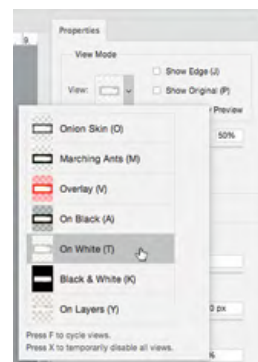 9
Properties
View Mode
Show Edge (J)
View:
Show Original (P)
Preview
50%
Onion Skin (O)
Marching Ants (M)
Overlay (V)
On Black (A)
On White (T)
Black & White (K)
On Layers (Y)
0 px
Press F to cycle views.
Press X to temporarily disable all views.
%